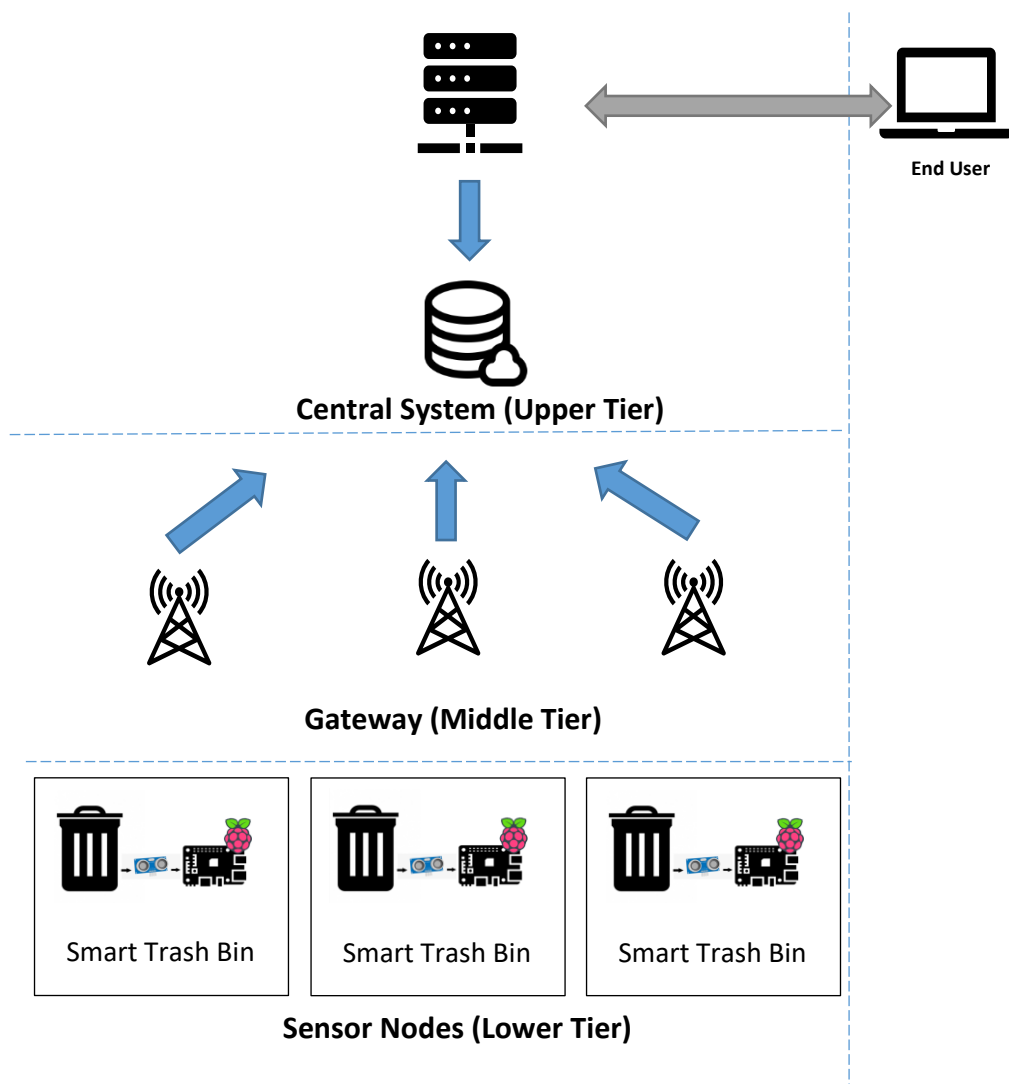 End User
Central System (Upper Tier)
Gateway (Middle Tier)
Smart Trash Bin
Smart Trash Bin
Smart Trash Bin
Sensor Nodes (Lower Tier)